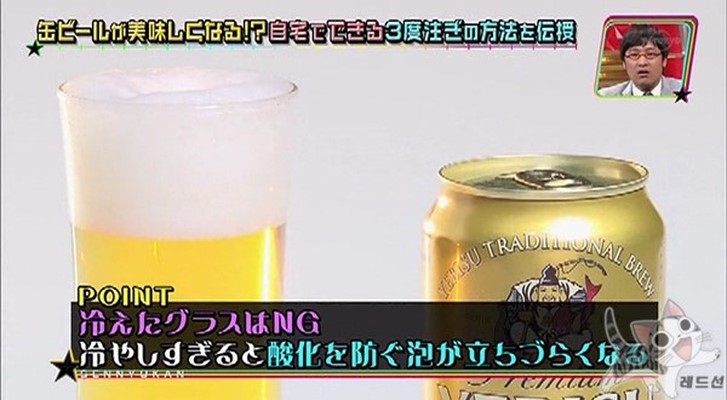 缶ビールが美味しくなる!?自宅でできる3度注ぎの方法を伝授
YEBISU TRADITIONAL BREW
POINT
冷えたグラスはNG
冷やしすぎると酸化を防ぐ泡が立ちづらくなる
GENNYUKAN
Premium
YEBISU
레드선